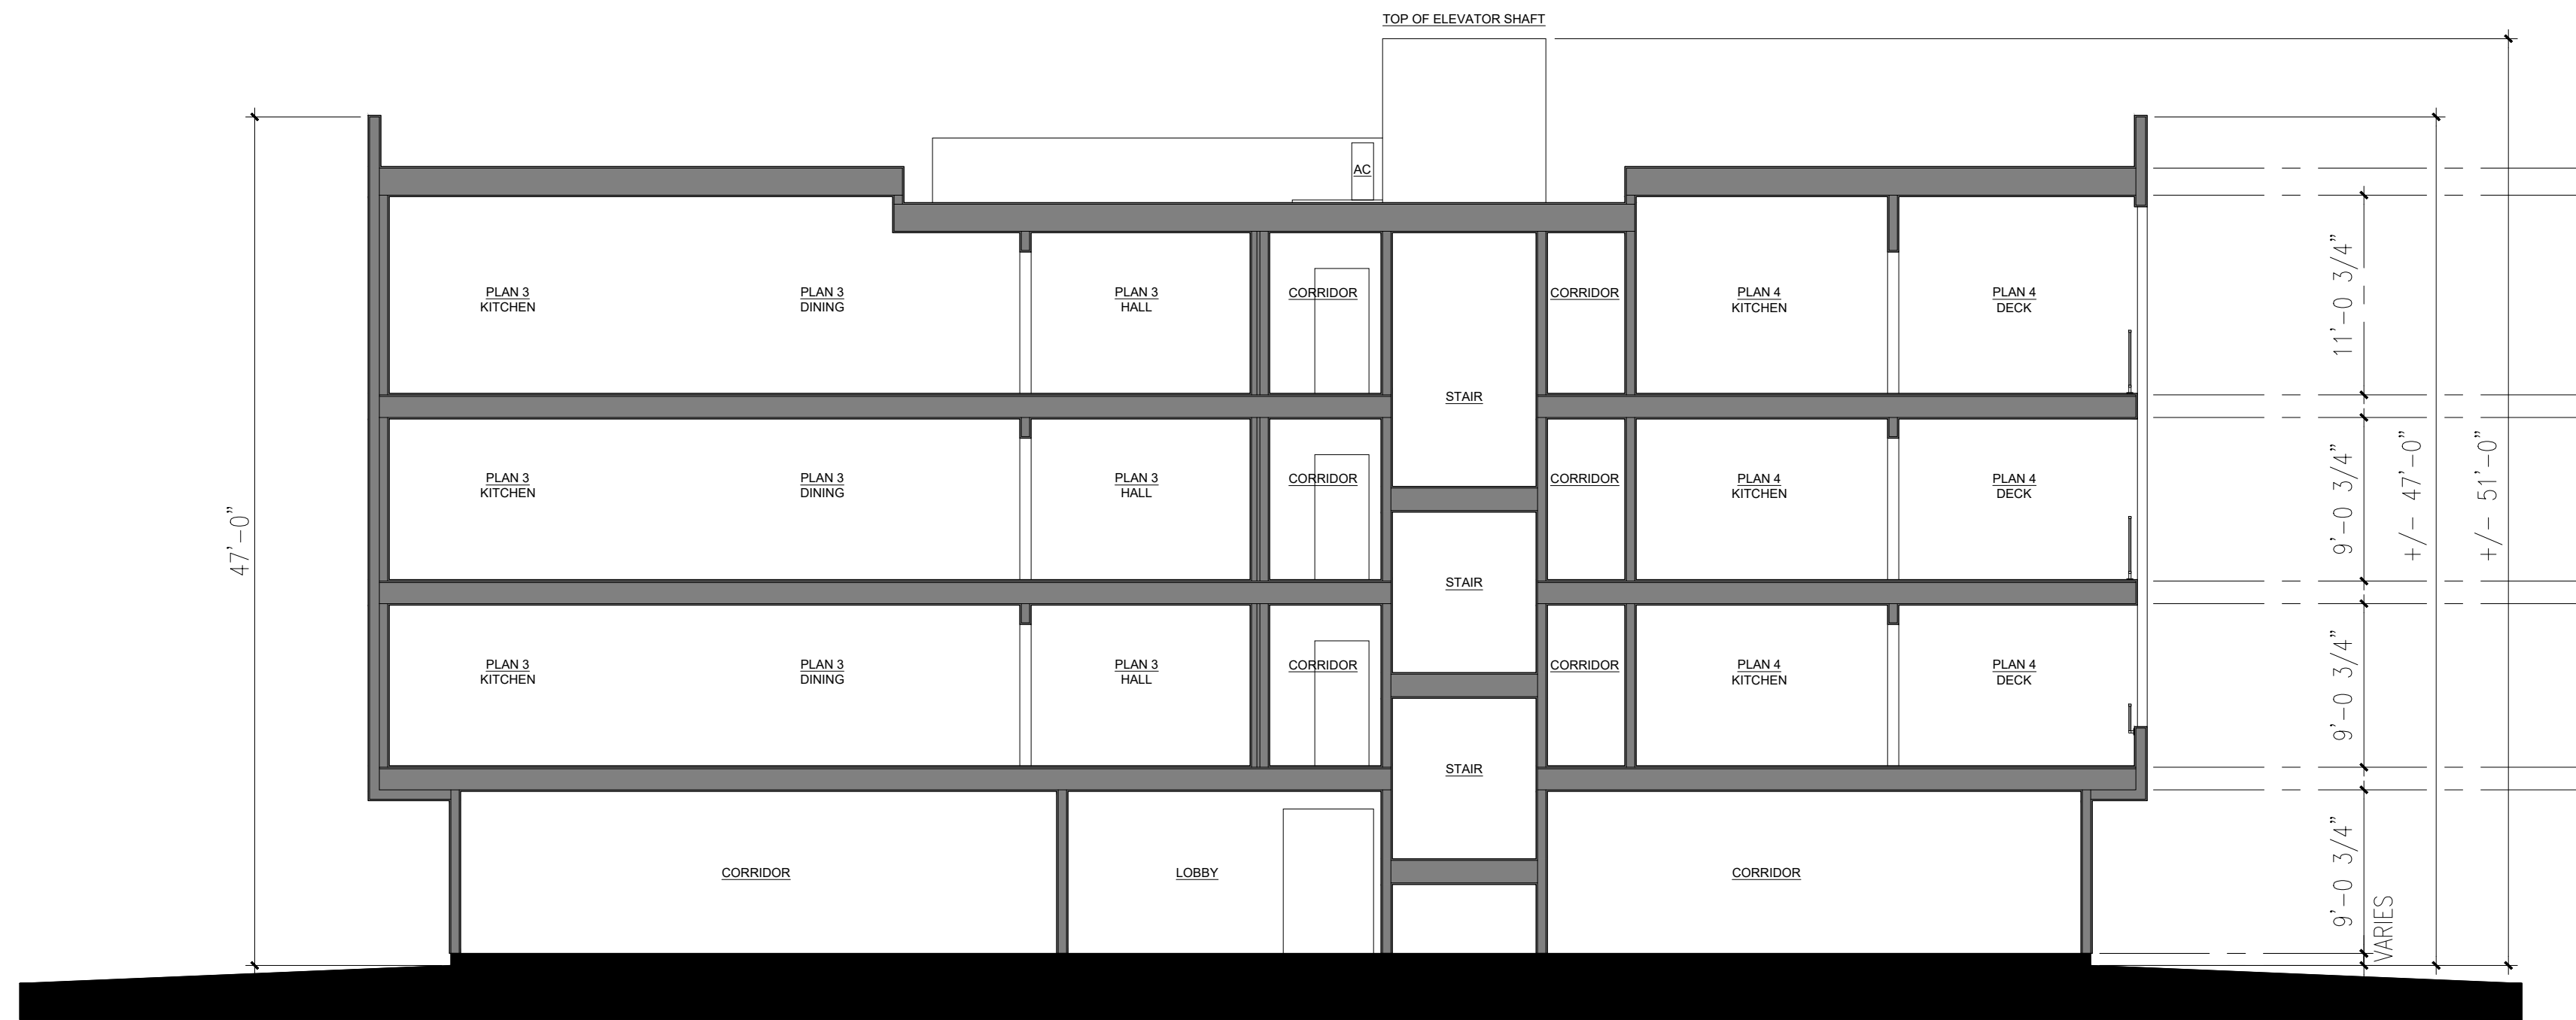 TOP OF ELEVATOR SHAFT
AC
PLAN 3
KITCHEN
PLAN 3
DINING
PLAN 3
HALL
CORRIDOR
CORRIDOR
PLAN 4
KITCHEN
PLAN 4
DECK
STAIR
PLAN 3
KITCHEN
PLAN 3
DINING
PLAN 3
HALL
CORRIDOR
CORRIDOR
PLAN 4
KITCHEN
PLAN 4
DECK
STAIR
PLAN 3
KITCHEN
PLAN 3
DINING
PLAN 3
HALL
CORRIDOR
CORRIDOR
PLAN 4
KITCHEN
PLAN 4
DECK
STAIR
CORRIDOR
LOBBY
CORRIDOR
47'-0"
11'-0 3/4"
9'-0 3/4"
9'-0 3/4"
9'-0 3/4"
VARIES
+/- 47'-0"
+/- 51'-0"